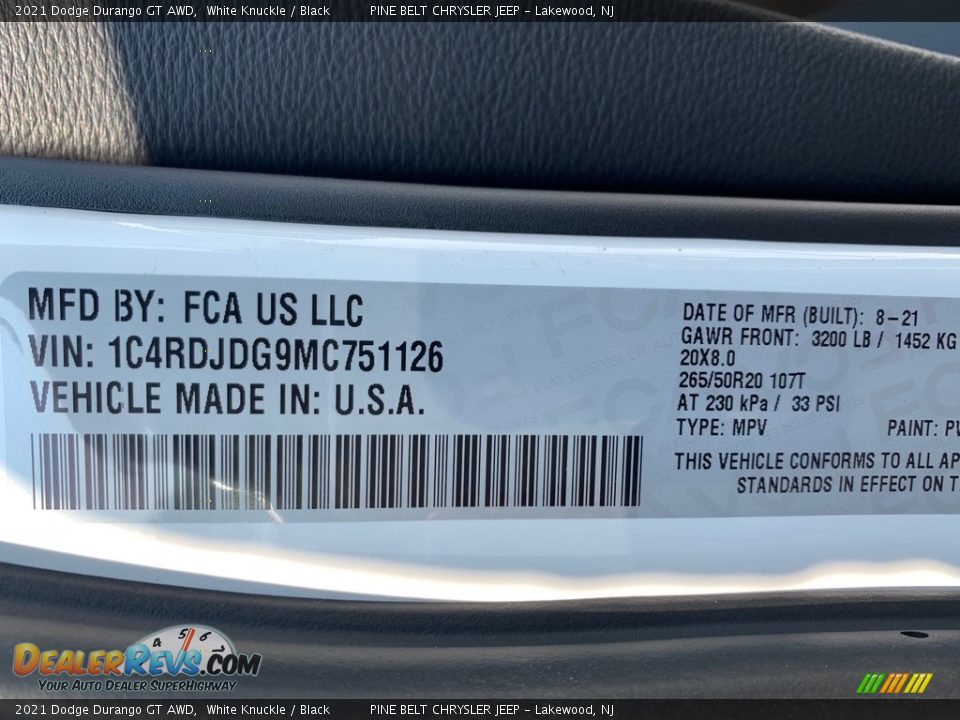 2021 Dodge Durango GT AWD, White Knuckle / Black PINE BELT CHRYSLER JEEP - Lakewood, NJ
MFD BY: FCA US LLC
VIN: 1C4RDJDG9MC751126
VEHICLE MADE IN: U.S.A.
DATE OF MFR (BUILT): 8-21
GAWR FRONT: 3200 LB / 1452 KG
20X8.0
265/50R20 107T
AT 230 kPa / 33 PSI
TYPE: MPV PAINT: PW
THIS VEHICLE CONFORMS TO ALL AP
STANDARDS IN EFFECT ON T
4 5 6
DealerRevs.com
Your Auto Dealer SuperHighway
2021 Dodge Durango GT AWD, White Knuckle / Black PINE BELT CHRYSLER JEEP - Lakewood, NJ